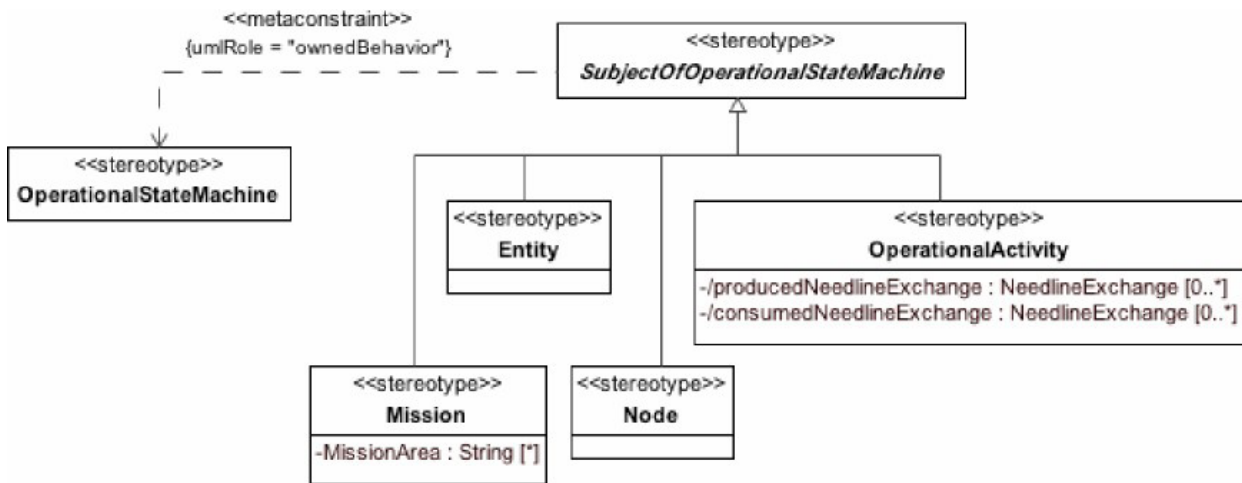 <<metaconstraint>>
{umlRole = "ownedBehavior"}
<<stereotype>>
SubjectOfOperationalStateMachine
<<stereotype>>
OperationalStateMachine
<<stereotype>>
Entity
<<stereotype>>
OperationalActivity
-/producedNeedlineExchange : NeedlineExchange [0..*]
-/consumedNeedlineExchange : NeedlineExchange [0..*]
<<stereotype>>
Mission
-MissionArea : String [*]
<<stereotype>>
Node